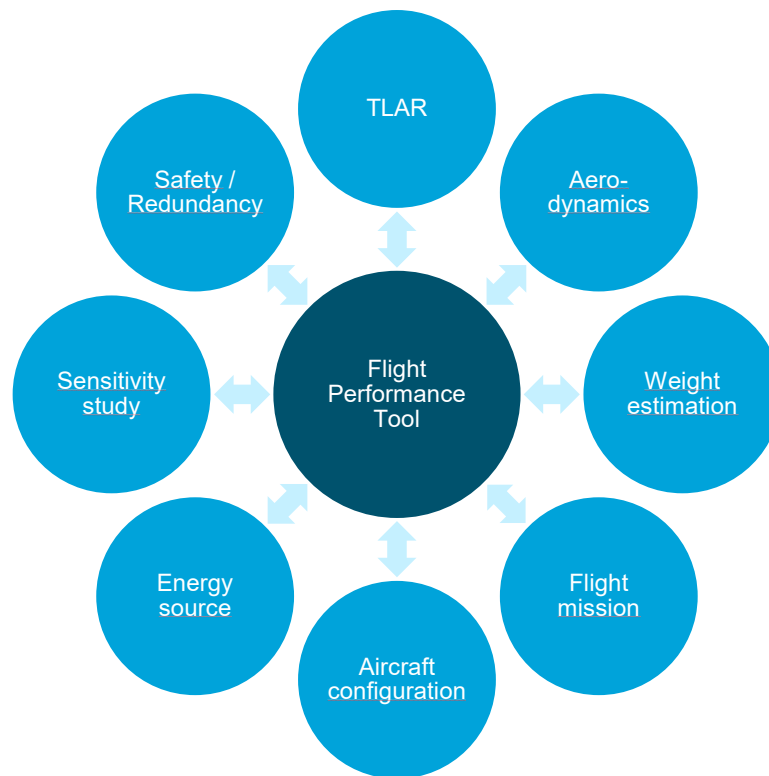 TLAR
Safety /
Redundancy
Aero-
dynamics
Sensitivity
study
Flight
Performance
Tool
Weight
estimation
Energy
source
Flight
mission
Aircraft
configuration